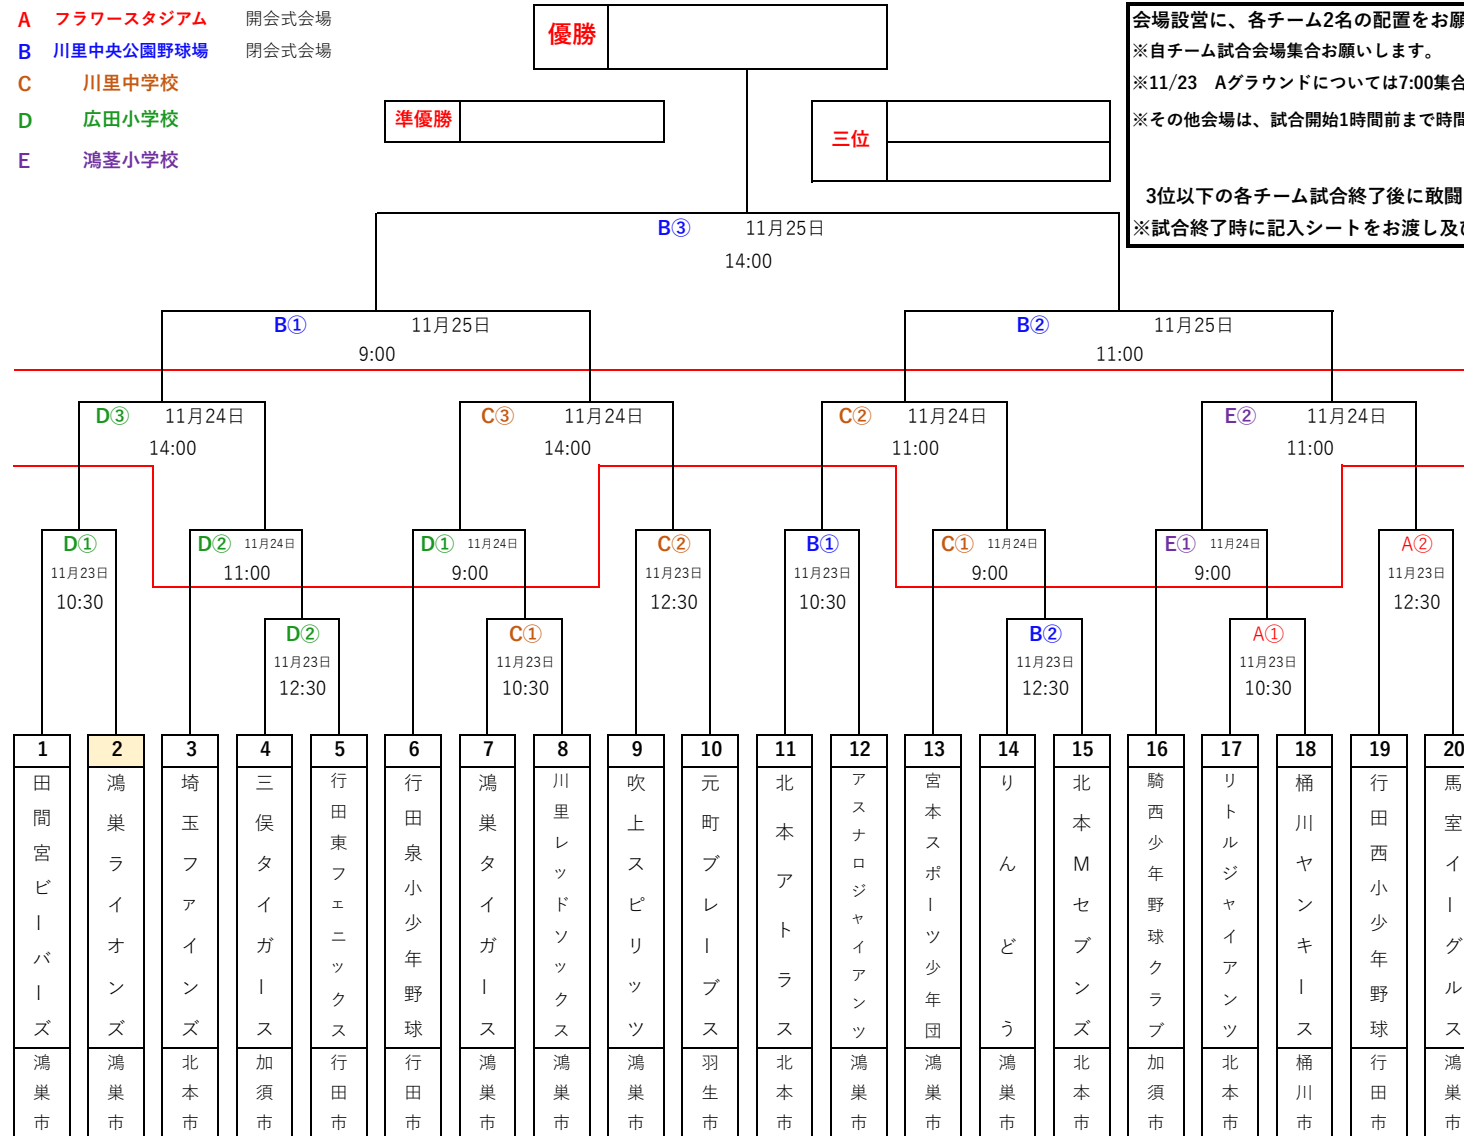 A フラワースタジアム 開会式会場
B 川里中央公園野球場 閉会式会場
C 川里中学校
D 広田小学校
E 鴻茎小学校
優勝
準優勝
三位
会場設営に、各チーム2名の配置をお願
※自チーム試合会場集合お願いします。
※11/23 Aグラウンドについては7:00集合
※その他会場は、試合開始1時間前まで時間
3位以下の各チーム試合終了後に敢闘
※試合終了時に記入シートをお渡し及び
B③ 11月25日
14:00
B① 11月25日
9:00
B② 11月25日
11:00
D③ 11月24日
14:00
C③ 11月24日
14:00
C② 11月24日
11:00
E② 11月24日
11:00
D①
11月23日
10:30
D② 11月24日
11:00
D① 11月24日
9:00
C②
11月23日
12:30
B①
11月23日
10:30
C① 11月24日
9:00
E① 11月24日
9:00
A②
11月23日
12:30
D②
11月23日
12:30
C①
11月23日
10:30
B②
11月23日
12:30
A①
11月23日
10:30
1 2 3 4 5 6 7 8 9 10 11 12 13 14 15 16 17 18 19 20
田間宮ビーバーズ
鴻巣ライオンズ
埼玉ファインズ
三俣タイガース
行田東フェニックス
行田泉小少年野球
鴻巣タイガース
川里レッドソックス
吹上スピリッツ
元町ブレーブス
北本アトラス
アスナロジャイアンツ
宮本スポーツ少年団
りんどう
北本Mセブンズ
騎西少年野球クラブ
リトルジャイアンツ
桶川ヤンキース
行田西小少年野球
馬室イーグルス
鴻巣市
鴻巣市
北本市
加須市
行田市
行田市
鴻巣市
鴻巣市
鴻巣市
羽生市
北本市
鴻巣市
鴻巣市
鴻巣市
北本市
加須市
北本市
桶川市
行田市
鴻巣市